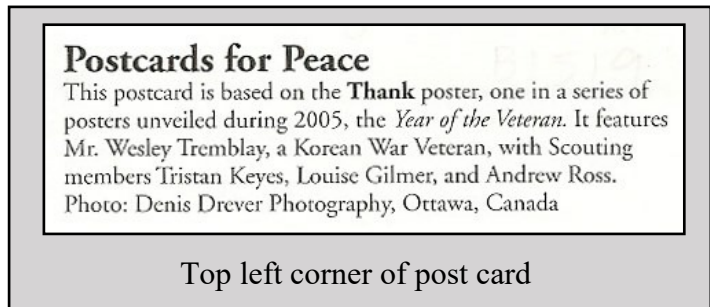 Postcards for Peace
This postcard is based on the Thank poster, one in a series of
posters unveiled during 2005, the Year of the Veteran. It features
Mr. Wesley Tremblay, a Korean War Veteran, with Scouting
members Tristan Keyes, Louise Gilmer, and Andrew Ross.
Photo: Denis Drever Photography, Ottawa, Canada
Top left corner of post card